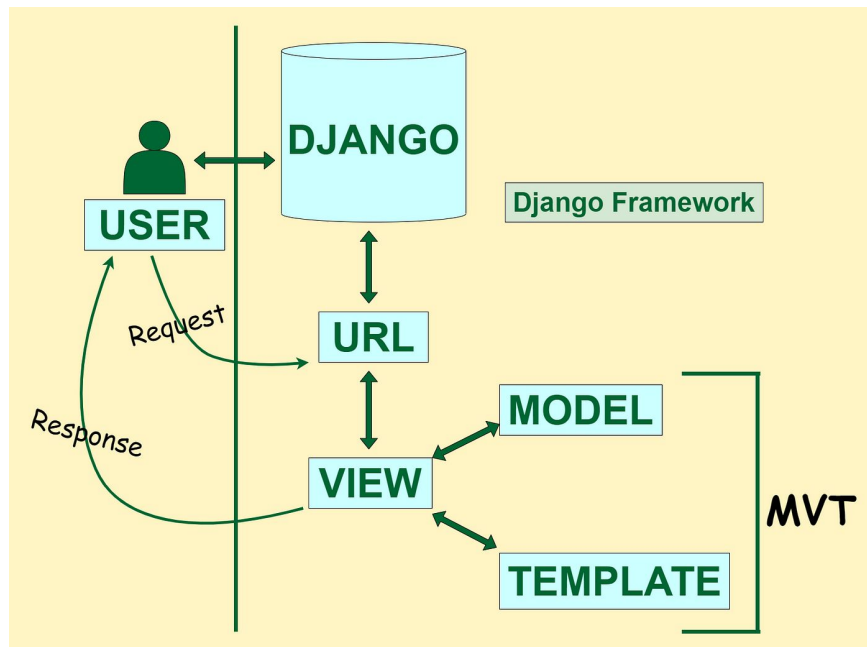 DJANGO
Django Framework
USER
Request
URL
MODEL
Response
VIEW
MVT
TEMPLATE